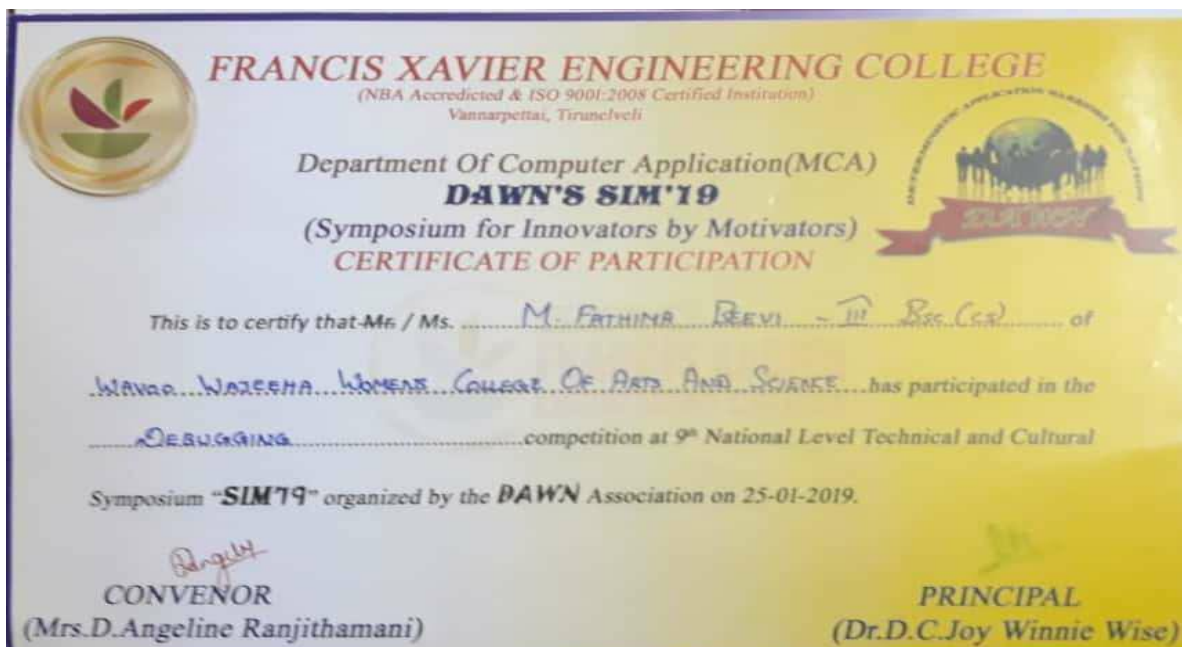 FRANCIS XAVIER ENGINEERING COLLEGE
(NBA Accredicted & ISO 9001:2008 Certified Institution)
Vannarpettai, Tirunelveli
Department Of Computer Application(MCA)
DAWN'S SIM'19
(Symposium for Innovators by Motivators)
CERTIFICATE OF PARTICIPATION
This is to certify that Mr. / Ms. M. FATHIMA BEEVI - III BSc (CS) of
WAVOO WAJEEHA WOMENS COLLEGE OF ARTS AND SCIENCE has participated in the
DEBUGGING competition at 9th National Level Technical and Cultural
Symposium "SIM'19" organized by the DAWN Association on 25-01-2019.
CONVENOR
(Mrs.D.Angeline Ranjithamani)
PRINCIPAL
(Dr.D.C.Joy Winnie Wise)